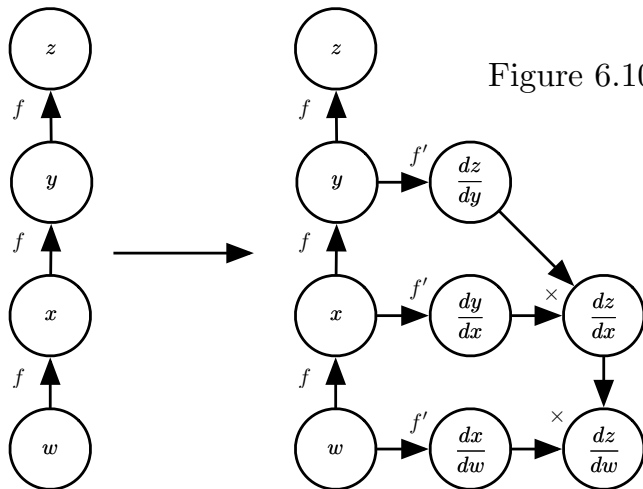 z z
Figure 6.10
f f
y f′ dz/dy
f f
x f′ dy/dx × dz/dx
f f
w f′ dx/dw × dz/dw